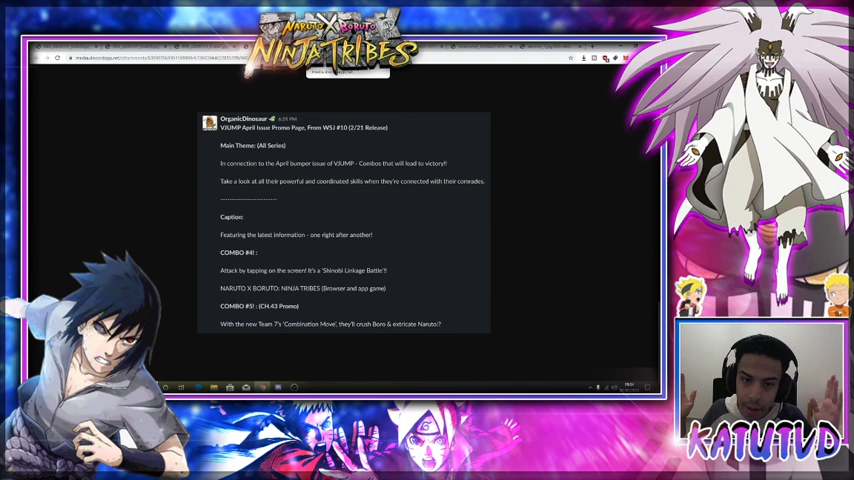 NARUTO X BORUTO
NINJA TRIBES
OrganicDinosaur 6:25 PM
VJUMP April Issue Promo Page, From WSJ #10 (2/21 Release)
Main Theme: (All Series)
In connection to the April bumper issue of VJUMP - Combos that will lead to victory!!
Take a look at all their powerful and coordinated skills when they're connected with their comrades.
--------------------------
Caption:
Featuring the latest information - one right after another!
COMBO #4! :
Attack by tapping on the screen! It's a 'Shinobi Linkage Battle'!!
NARUTO X BORUTO: NINJA TRIBES (Browser and app game)
COMBO #5! : (CH.43 Promo)
With the new Team 7's 'Combination Move', they'll crush Boro & extricate Naruto!?
KATUTVD